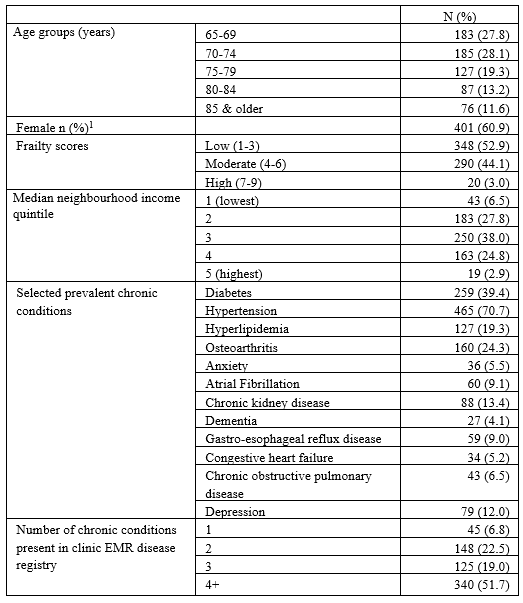 N (%)
Age groups (years) 65-69 183 (27.8)
70-74 185 (28.1)
75-79 127 (19.3)
80-84 87 (13.2)
85 & older 76 (11.6)
Female n (%)1 401 (60.9)
Frailty scores Low (1-3) 348 (52.9)
Moderate (4-6) 290 (44.1)
High (7-9) 20 (3.0)
Median neighbourhood income 1 (lowest) 43 (6.5)
quintile 2 183 (27.8)
3 250 (38.0)
4 163 (24.8)
5 (highest) 19 (2.9)
Selected prevalent chronic Diabetes 259 (39.4)
conditions Hypertension 465 (70.7)
Hyperlipidemia 127 (19.3)
Osteoarthritis 160 (24.3)
Anxiety 36 (5.5)
Atrial Fibrillation 60 (9.1)
Chronic kidney disease 88 (13.4)
Dementia 27 (4.1)
Gastro-esophageal reflux disease 59 (9.0)
Congestive heart failure 34 (5.2)
Chronic obstructive pulmonary 43 (6.5)
disease
Depression 79 (12.0)
Number of chronic conditions 1 45 (6.8)
present in clinic EMR disease 2 148 (22.5)
registry 3 125 (19.0)
4+ 340 (51.7)